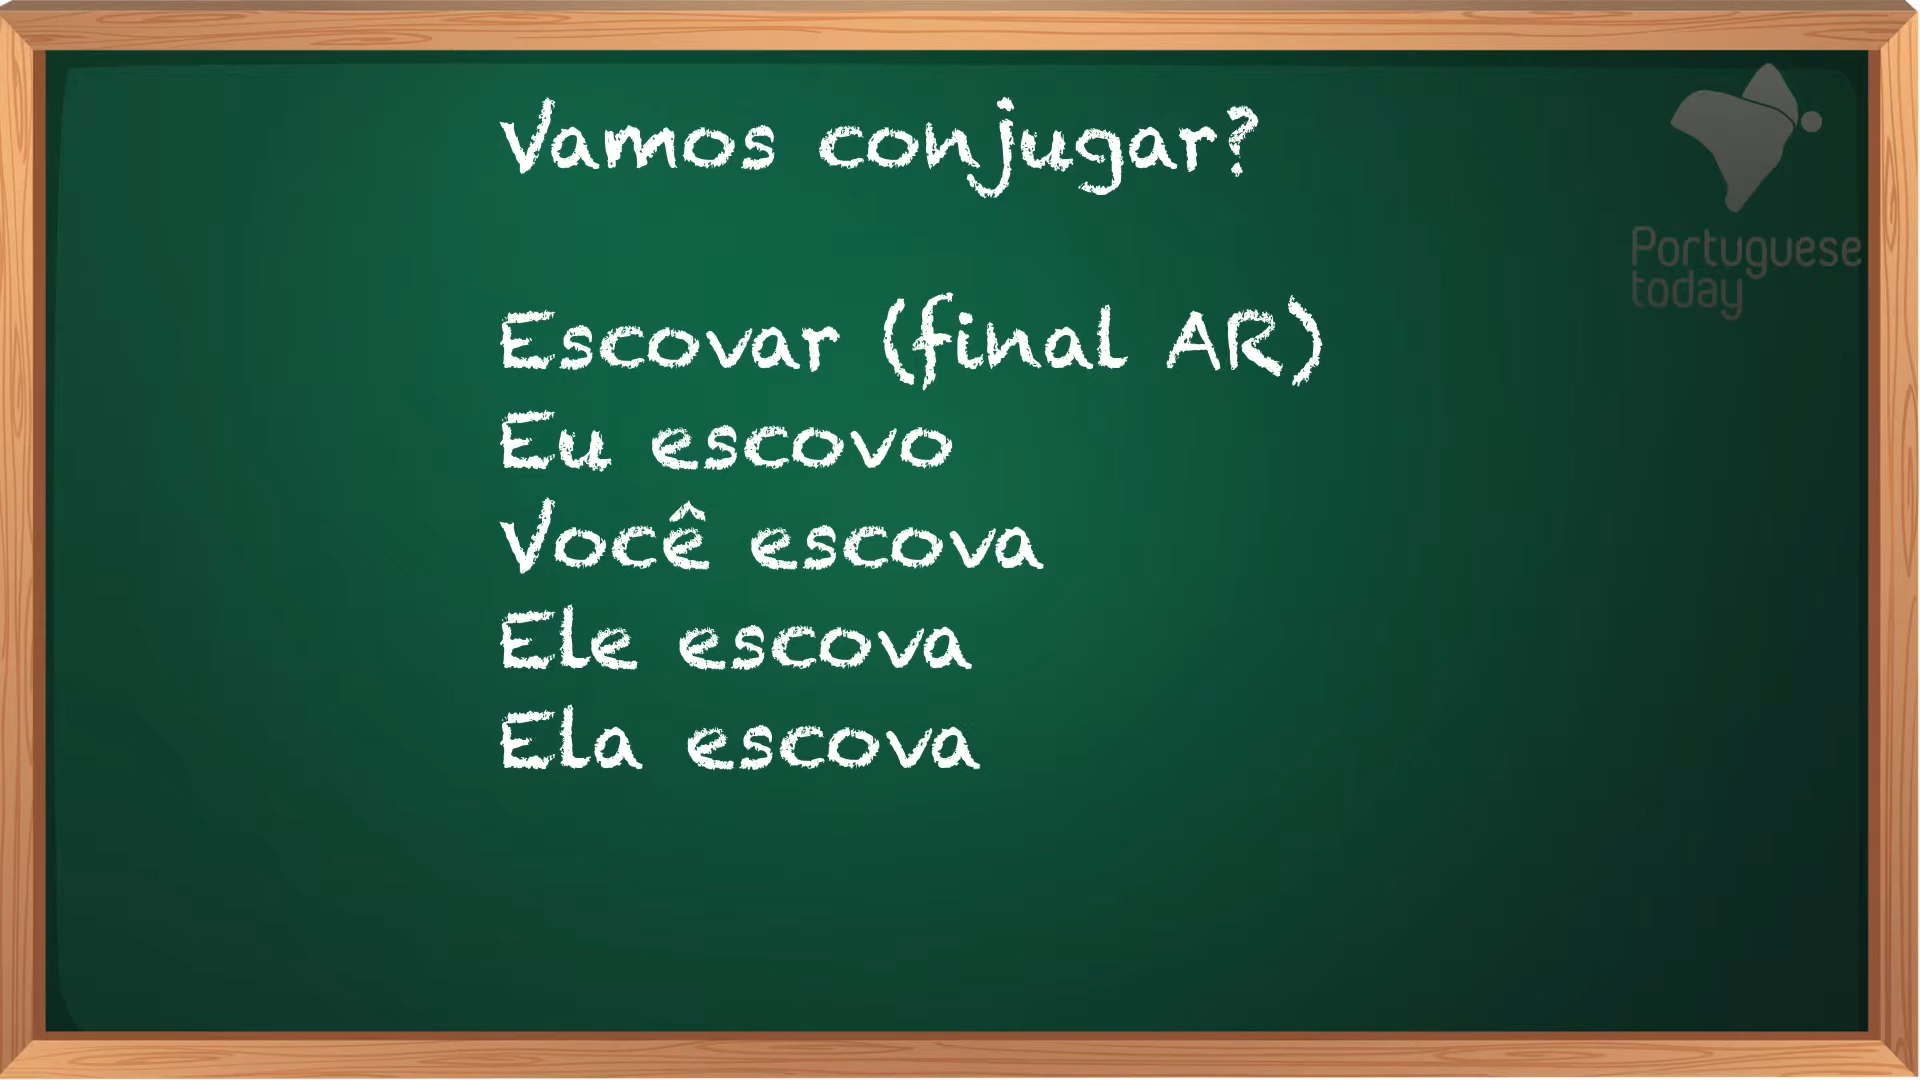 Vamos conjugar?
Escovar (final AR)
Eu escovo
Você escova
Ele escova
Ela escova
Portuguese
today